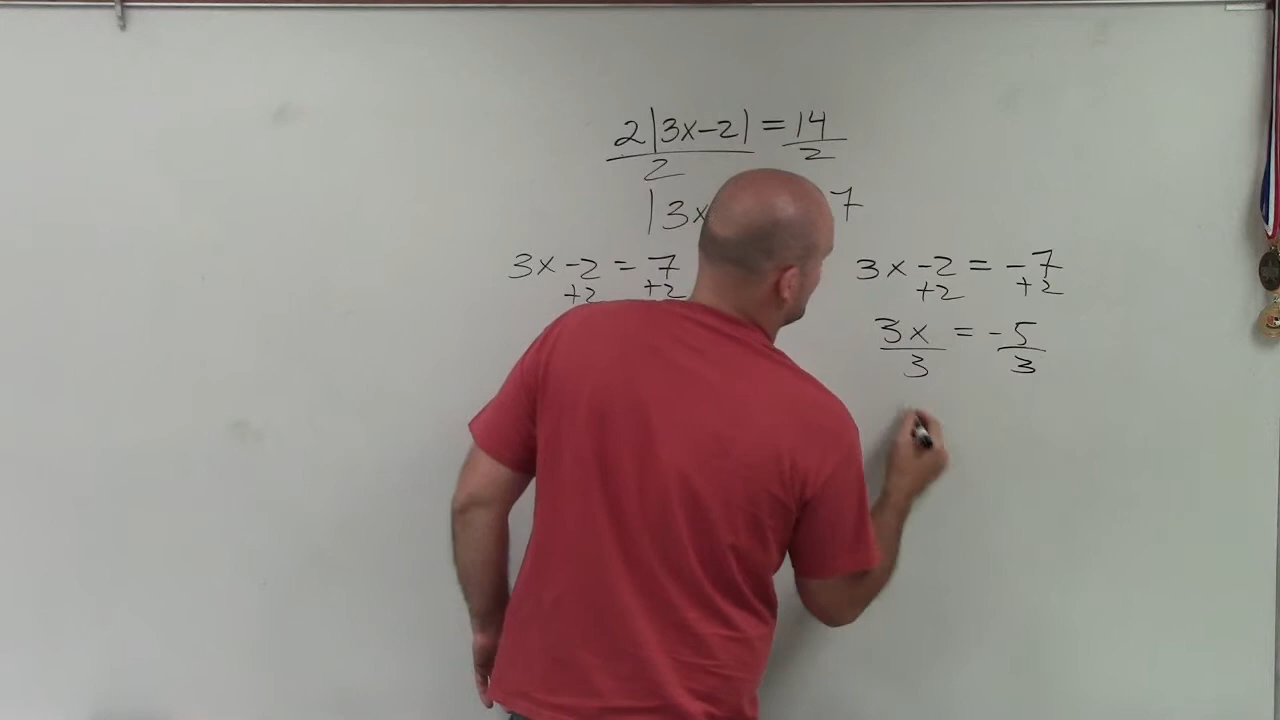 2|3x-2| = 14
2 2
|3x 7
3x -2 = 7 3x -2 = -7
+2 +2 +2 +2
3x = -5
3 3